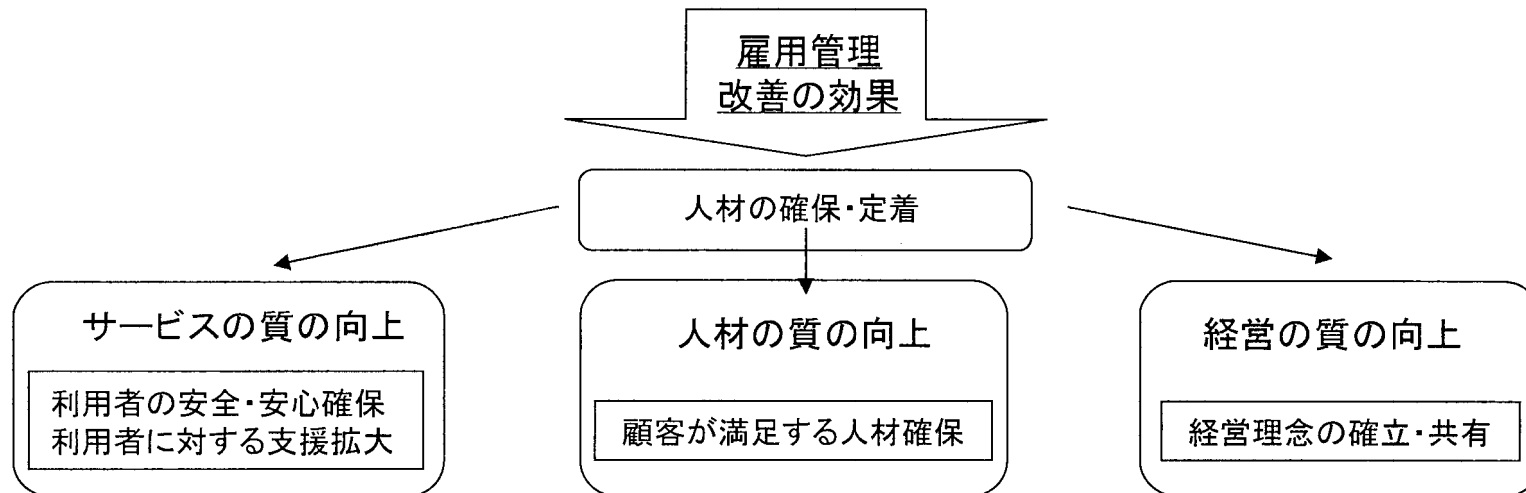 雇用管理
改善の効果
人材の確保・定着
サービスの質の向上
利用者の安全・安心確保
利用者に対する支援拡大
人材の質の向上
顧客が満足する人材確保
経営の質の向上
経営理念の確立・共有